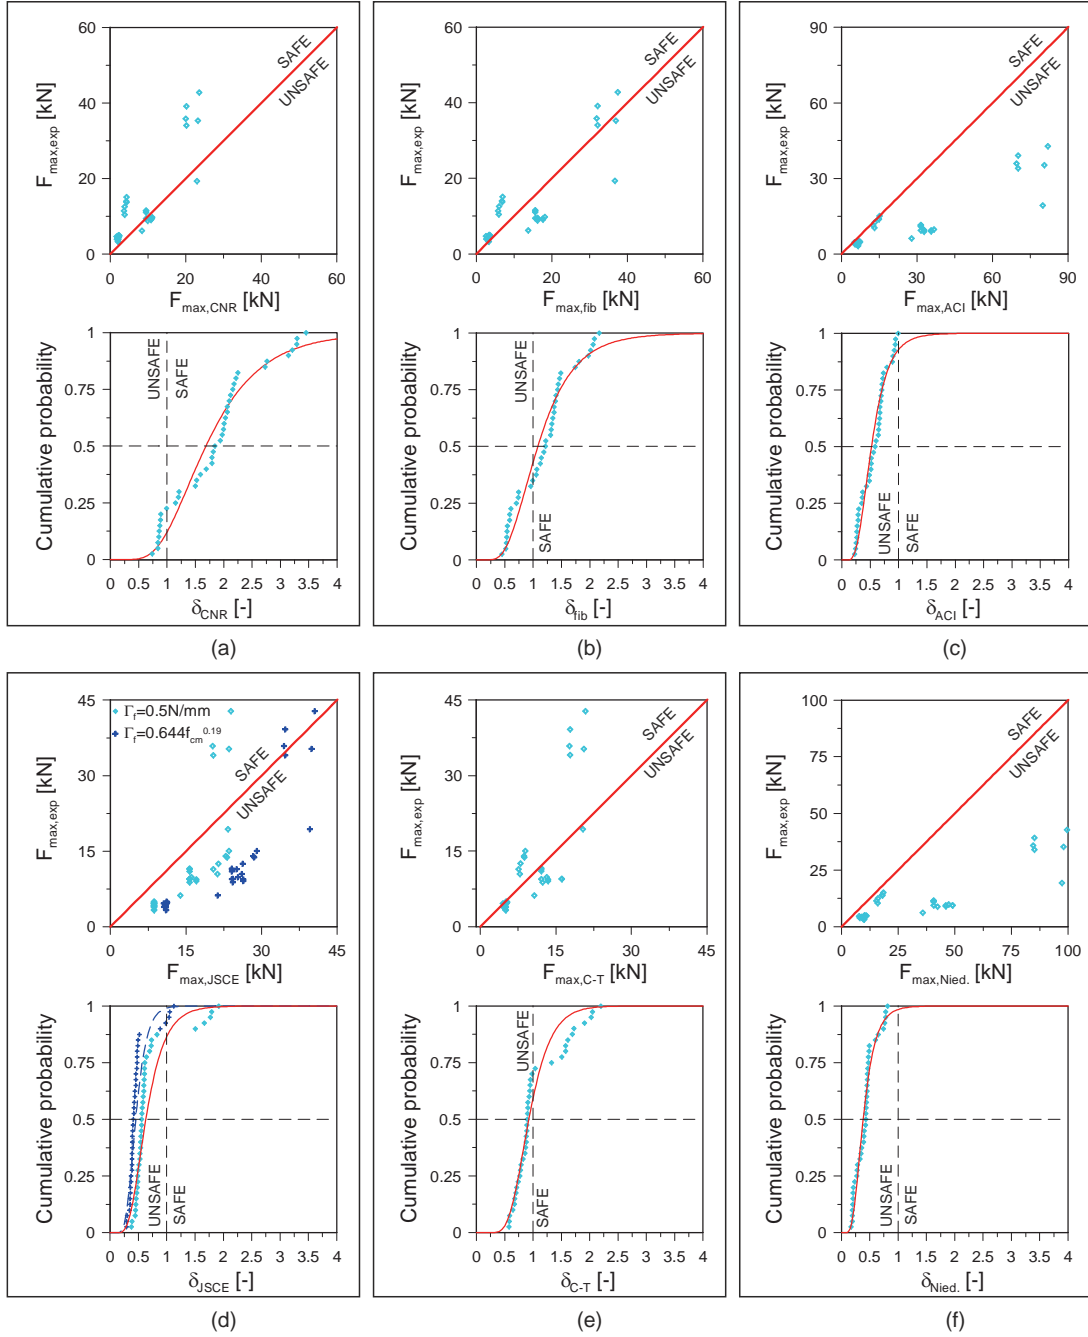 60
40
20
0
F_max,exp [kN]
SAFE
UNSAFE
0 20 40 60
F_max,CNR [kN]
1
0.75
0.5
0.25
0
Cumulative probability
UNSAFE
SAFE
0 0.5 1 1.5 2 2.5 3 3.5 4
δ_CNR [-]
(a)
60
40
20
0
F_max,exp [kN]
SAFE
UNSAFE
0 20 40 60
F_max,fib [kN]
1
0.75
0.5
0.25
0
Cumulative probability
UNSAFE
SAFE
0 0.5 1 1.5 2 2.5 3 3.5 4
δ_fib [-]
(b)
90
60
30
0
F_max,exp [kN]
SAFE
UNSAFE
0 30 60 90
F_max,ACI [kN]
1
0.75
0.5
0.25
0
Cumulative probability
UNSAFE
SAFE
0 0.5 1 1.5 2 2.5 3 3.5 4
δ_ACI [-]
(c)
45
30
15
0
F_max,exp [kN]
Γ_f=0.5N/mm
Γ_f=0.644f_cm^0.19
SAFE
UNSAFE
0 15 30 45
F_max,JSCE [kN]
1
0.75
0.5
0.25
0
Cumulative probability
UNSAFE
SAFE
0 0.5 1 1.5 2 2.5 3 3.5 4
δ_JSCE [-]
(d)
45
30
15
0
F_max,exp [kN]
SAFE
UNSAFE
0 15 30 45
F_max,C-T [kN]
1
0.75
0.5
0.25
0
Cumulative probability
UNSAFE
SAFE
0 0.5 1 1.5 2 2.5 3 3.5 4
δ_C-T [-]
(e)
100
75
50
25
0
F_max,exp [kN]
SAFE
UNSAFE
0 25 50 75 100
F_max,Nied. [kN]
1
0.75
0.5
0.25
0
Cumulative probability
UNSAFE
SAFE
0 0.5 1 1.5 2 2.5 3 3.5 4
δ_Nied. [-]
(f)